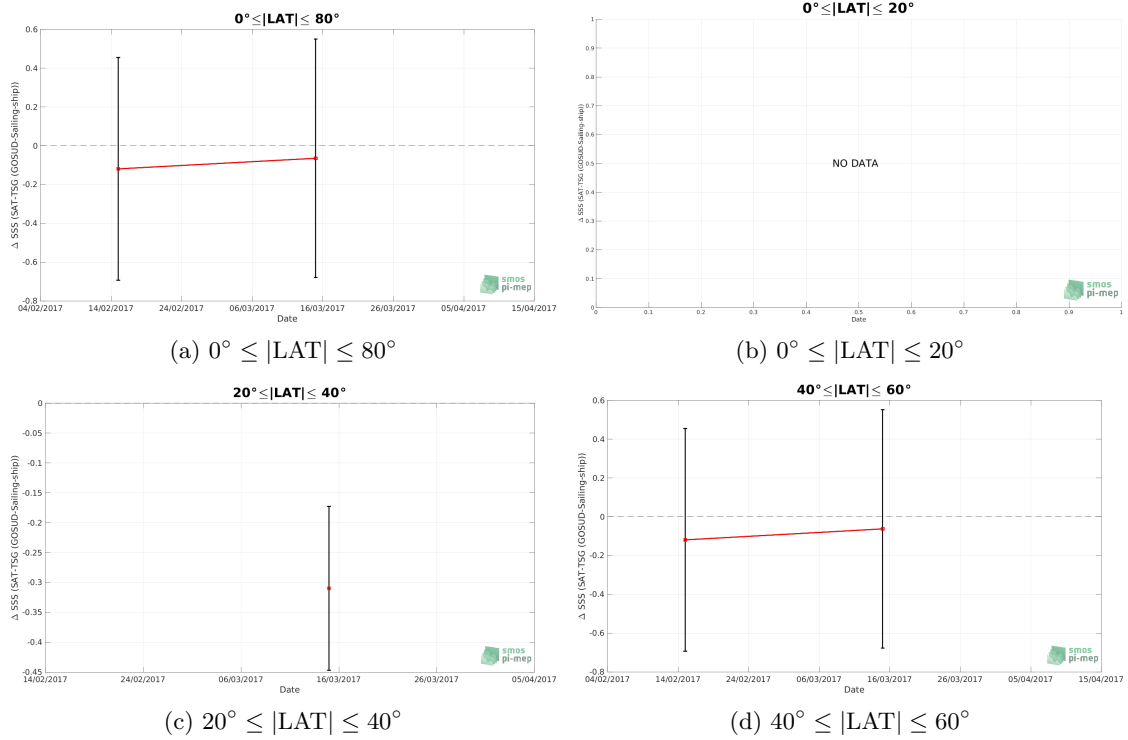 0°≤|LAT|≤ 80°
Δ SSS (SAT-TSG (GOSUD-Sailing-ship))
0.6
0.4
0.2
0
-0.2
-0.4
-0.6
-0.8
04/02/2017 14/02/2017 24/02/2017 06/03/2017 16/03/2017 26/03/2017 05/04/2017 15/04/2017
Date
smos
pi-mep
(a) 0° ≤ |LAT| ≤ 80°
0°≤|LAT|≤ 20°
Δ SSS (SAT-TSG (GOSUD-Sailing-ship))
1
0.9
0.8
0.7
0.6
0.5
0.4
0.3
0.2
0.1
0
NO DATA
0 0.1 0.2 0.3 0.4 0.5 0.6 0.7 0.8 0.9 1
Date
smos
pi-mep
(b) 0° ≤ |LAT| ≤ 20°
20°≤|LAT|≤ 40°
Δ SSS (SAT-TSG (GOSUD-Sailing-ship))
0
-0.05
-0.1
-0.15
-0.2
-0.25
-0.3
-0.35
-0.4
-0.45
14/02/2017 24/02/2017 06/03/2017 16/03/2017 26/03/2017 05/04/2017
Date
smos
pi-mep
(c) 20° ≤ |LAT| ≤ 40°
40°≤|LAT|≤ 60°
Δ SSS (SAT-TSG (GOSUD-Sailing-ship))
0.6
0.4
0.2
0
-0.2
-0.4
-0.6
-0.8
04/02/2017 14/02/2017 24/02/2017 06/03/2017 16/03/2017 26/03/2017 05/04/2017 15/04/2017
Date
smos
pi-mep
(d) 40° ≤ |LAT| ≤ 60°